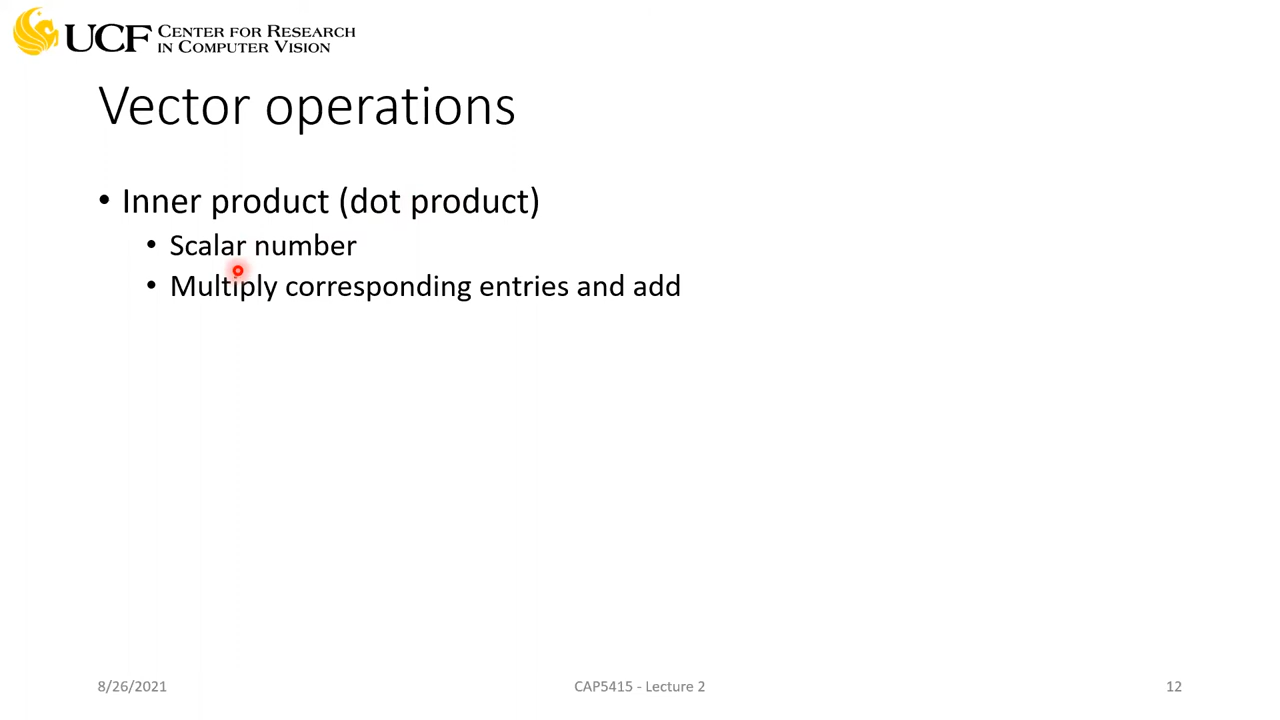 UCF CENTER FOR RESEARCH
IN COMPUTER VISION
Vector operations
• Inner product (dot product)
• Scalar number
• Multiply corresponding entries and add
8/26/2021
CAP5415 - Lecture 2
12